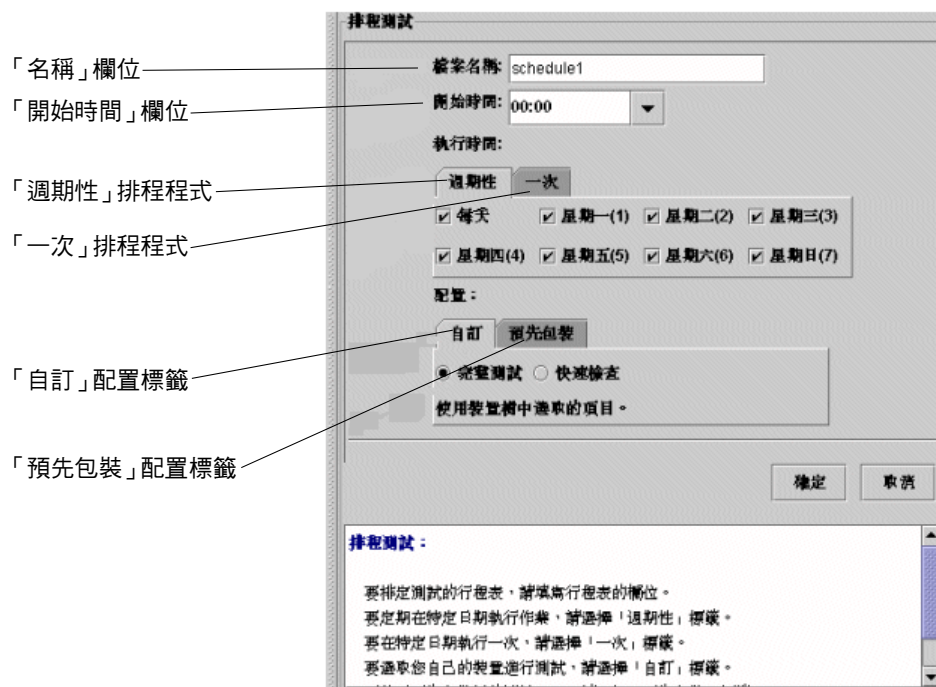 排程測試
「名稱」欄位
檔案名稱: schedule1
「開始時間」欄位
開始時間: 00:00
執行時間:
「週期性」排程程式
週期性 一次
每天 星期一(1) 星期二(2) 星期三(3)
「一次」排程程式
星期四(4) 星期五(5) 星期六(6) 星期日(7)
配置：
自訂 預先包裝
「自訂」配置標籤
完整測試 快速檢查
使用裝置樹中選取的項目。
「預先包裝」配置標籤
確定 取消
排程測試：
要排定測試的行程表，請填寫行程表的欄位。
要定期在特定日期執行作業，請選擇「週期性」標籤。
要在特定日期執行一次，請選擇「一次」標籤。
要選取您自己的裝置進行測試，請選擇「自訂」標籤。